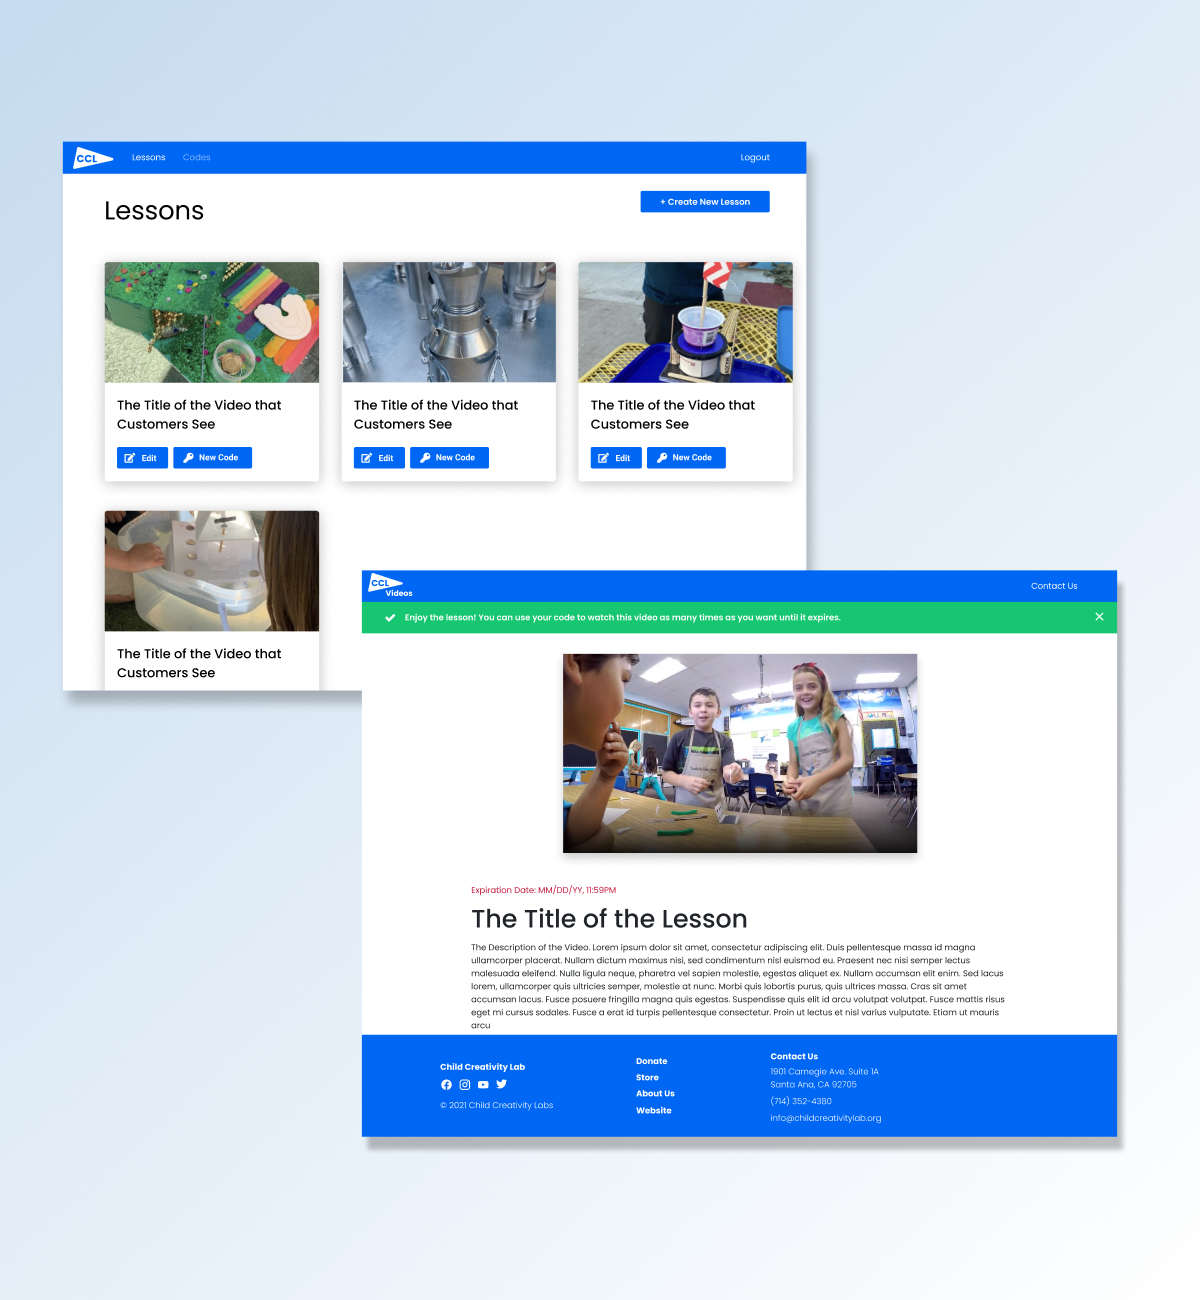 CCL
Lessons
Codes
Logout
Lessons
+ Create New Lesson
The Title of the Video that
Customers See
Edit
New Code
The Title of the Video that
Customers See
Edit
New Code
The Title of the Video that
Customers See
Edit
New Code
The Title of the Video that
Customers See
CCL
Videos
Contact Us
Enjoy the lesson! You can use your code to watch this video as many times as you want until it expires.
Expiration Date: MM/DD/YY, 11:59PM
The Title of the Lesson
The Description of the Video. Lorem ipsum dolor sit amet, consectetur adipiscing elit. Duis pellentesque massa id magna
ullamcorper placerat. Nullam dictum maximus nisi, sed condimentum nisl euismod eu. Praesent nec nisi semper lectus
malesuada eleifend. Nulla ligula neque, pharetra vel sapien molestie, egestas aliquet ex. Nullam accumsan elit enim. Sed lacus
lorem, ullamcorper quis ultricies semper, molestie at nunc. Morbi quis lobortis purus, quis ultrices massa. Cras sit amet
accumsan lacus. Fusce posuere fringilla magna quis egestas. Suspendisse quis elit id arcu volutpat volutpat. Fusce mattis risus
eget mi cursus sodales. Fusce a erat id turpis pellentesque consectetur. Proin ut lectus et nisl varius vulputate. Etiam ut mauris
arcu
Child Creativity Lab
© 2021 Child Creativity Labs
Donate
Store
About Us
Website
Contact Us
1901 Carnegie Ave. Suite 1A
Santa Ana, CA 92705
(714) 352-4380
info@childcreativitylab.org